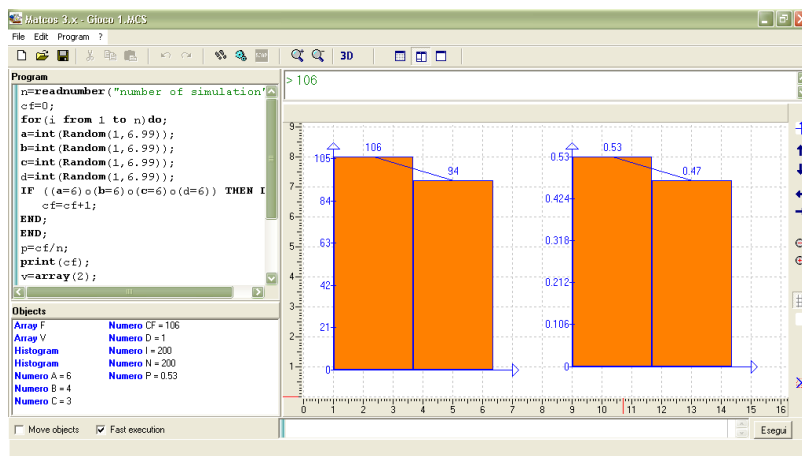 Matcos 3.x - Gioco 1.MCS
File Edit Program ?
3D
Program
n=readnumber("number of simulation"
cf=0;
for(i from 1 to n)do;
a=int(Random(1,6.99));
b=int(Random(1,6.99));
c=int(Random(1,6.99));
d=int(Random(1,6.99));
IF ((a=6)o(b=6)o(c=6)o(d=6)) THEN
cf=cf+1;
END;
END;
p=cf/n;
print(cf);
v=array(2);
> 106
Objects
Array F
Array V
Histogram
Histogram
Numero A = 6
Numero B = 4
Numero C = 3
Numero CF = 106
Numero D = 1
Numero I = 200
Numero N = 200
Numero P = 0.53
9
8
7
6
5
4
3
2
1
106
94
105
84
63
42
21
0
0.53
0.47
0.53
0.424
0.318
0.212
0.106
0
0 1 2 3 4 5 6 7 8 9 10 11 12 13 14 15 16
Move objects
Fast execution
Esegui